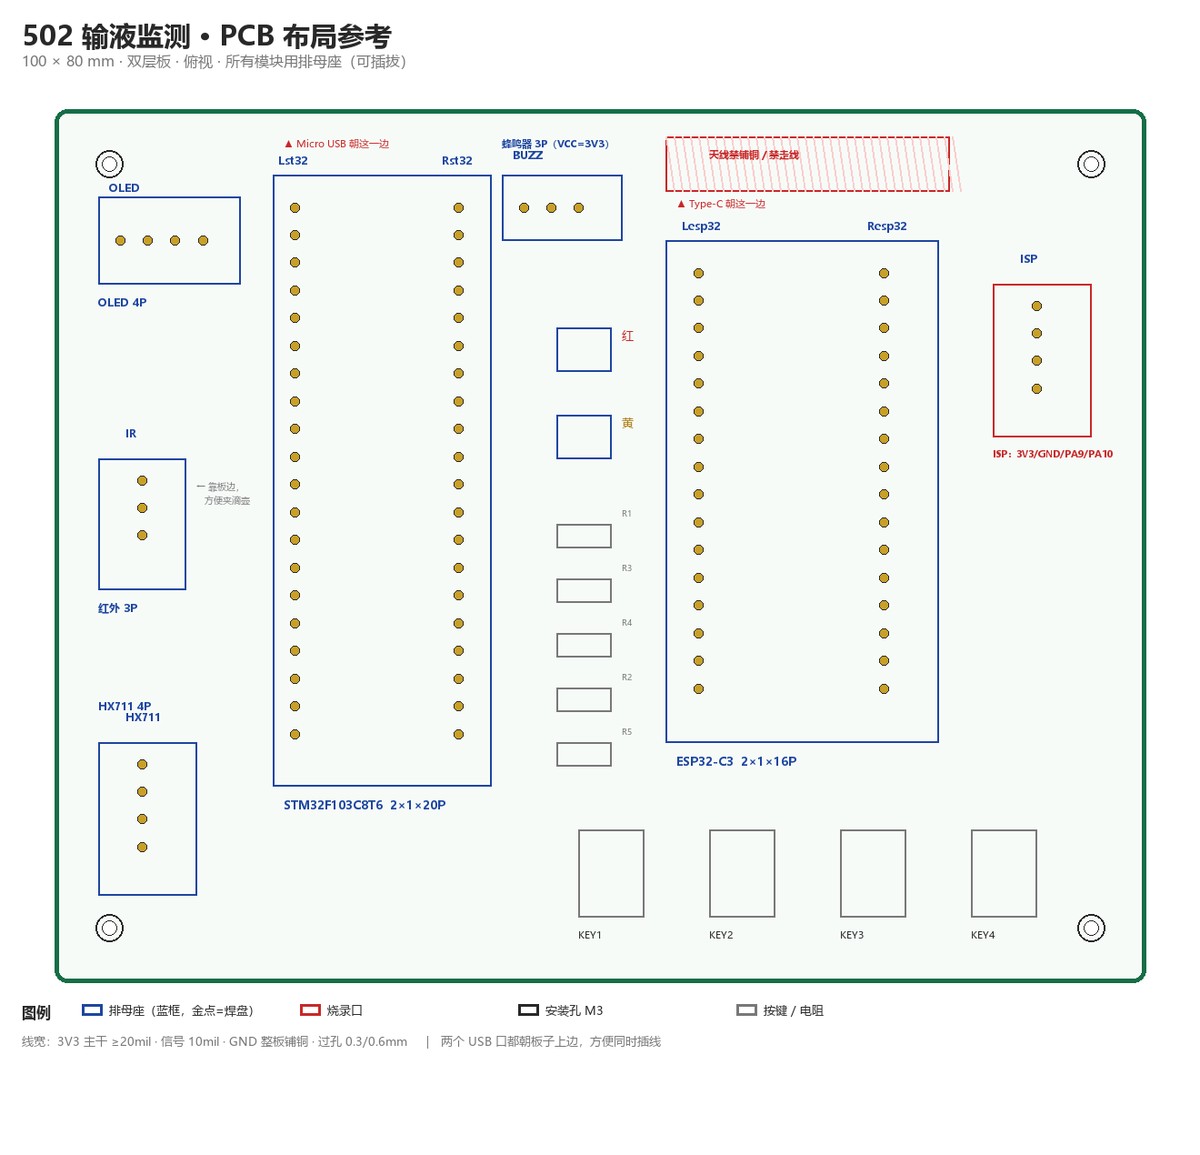 502 输液监测 • PCB 布局参考
100 × 80 mm · 双层板 · 俯视 · 所有模块用排母座（可插拔）
▲ Micro USB 朝这一边
Lst32
Rst32
蜂鸣器 3P（VCC=3V3）
BUZZ
天线禁铺铜 / 禁走线
▲ Type-C 朝这一边
Lesp32
Resp32
OLED
OLED 4P
ISP
ISP：3V3/GND/PA9/PA10
红
黄
IR
← 靠板边，
方便夹滴壶
红外 3P
R1
R3
R4
R2
R5
HX711 4P
HX711
ESP32-C3 2×1×16P
STM32F103C8T6 2×1×20P
KEY1
KEY2
KEY3
KEY4
图例
排母座（蓝框，金点=焊盘）
烧录口
安装孔 M3
按键 / 电阻
线宽：3V3 主干 ≥20mil · 信号 10mil · GND 整板铺铜 · 过孔 0.3/0.6mm ｜ 两个 USB 口都朝板子上边，方便同时插线